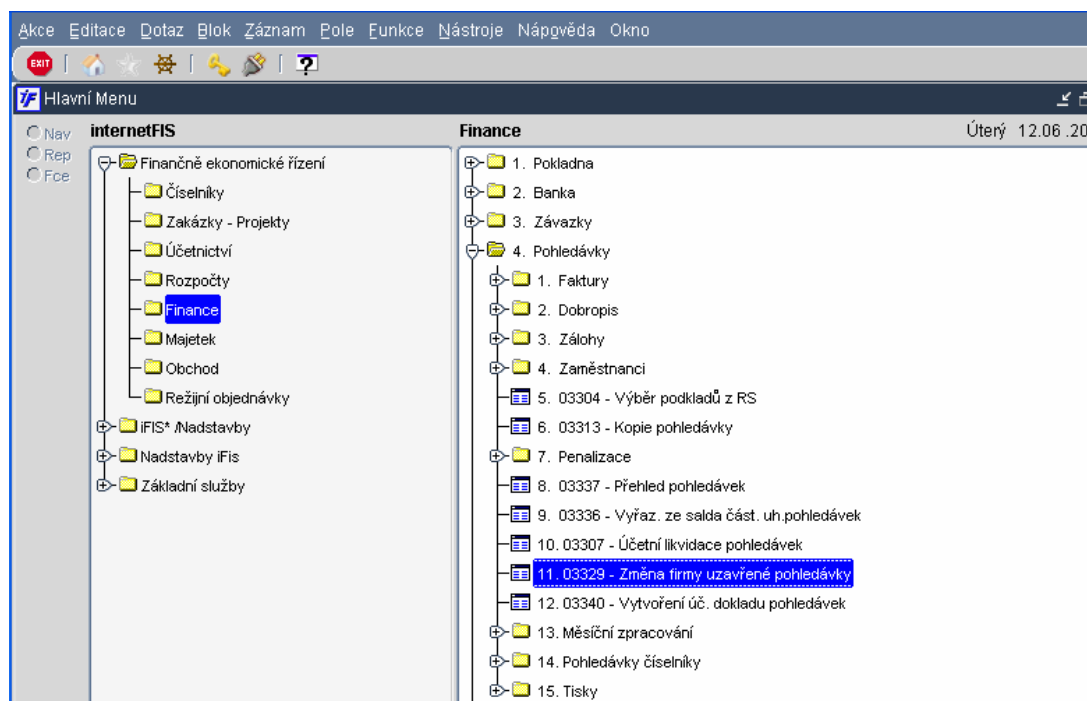 Akce Editace Dotaz Blok Záznam Pole Funkce Nástroje Nápověda Okno
EXIT
Hlavní Menu
Nav
Rep
Fce
internetFIS
Finančně ekonomické řízení
Číselníky
Zakázky - Projekty
Účetnictví
Rozpočty
Finance
Majetek
Obchod
Režijní objednávky
iFIS* /Nadstavby
Nadstavby iFis
Základní služby
Finance
Úterý 12.06 .20
1. Pokladna
2. Banka
3. Závazky
4. Pohledávky
1. Faktury
2. Dobropis
3. Zálohy
4. Zaměstnanci
5. 03304 - Výběr podkladů z RS
6. 03313 - Kopie pohledávky
7. Penalizace
8. 03337 - Přehled pohledávek
9. 03336 - Vyřaz. ze salda část. uh.pohledávek
10. 03307 - Účetní likvidace pohledávek
11. 03329 - Změna firmy uzavřené pohledávky
12. 03340 - Vytvoření úč. dokladu pohledávek
13. Měsíční zpracování
14. Pohledávky číselníky
15. Tisky